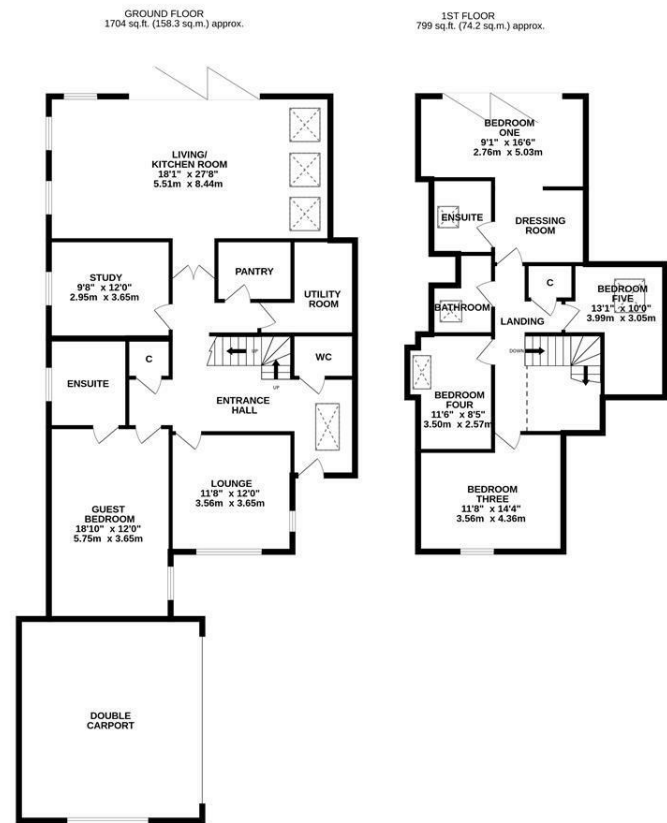 GROUND FLOOR
1704 sq.ft. (158.3 sq.m.) approx.
LIVING/
KITCHEN ROOM
18'1" x 27'8"
5.51m x 8.44m
STUDY
9'8" x 12'0"
2.95m x 3.65m
PANTRY
UTILITY
ROOM
C
UP
UP
WC
ENSUITE
ENTRANCE
HALL
LOUNGE
11'8" x 12'0"
3.56m x 3.65m
GUEST
BEDROOM
18'10" x 12'0"
5.75m x 3.65m
DOUBLE
CARPORT
1ST FLOOR
799 sq.ft. (74.2 sq.m.) approx.
BEDROOM
ONE
9'1" x 16'6"
2.76m x 5.03m
ENSUITE
DRESSING
ROOM
C
BEDROOM
FIVE
13'1" x 10'0"
3.99m x 3.05m
BATHROOM
LANDING
DOWN
BEDROOM
FOUR
11'6" x 8'5"
3.50m x 2.57m
BEDROOM
THREE
11'8" x 14'4"
3.56m x 4.36m